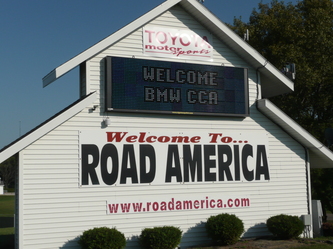 TOYOTA
motorsports
WELCOME
BMW CCA
Welcome To...
ROAD AMERICA
www.roadamerica.com